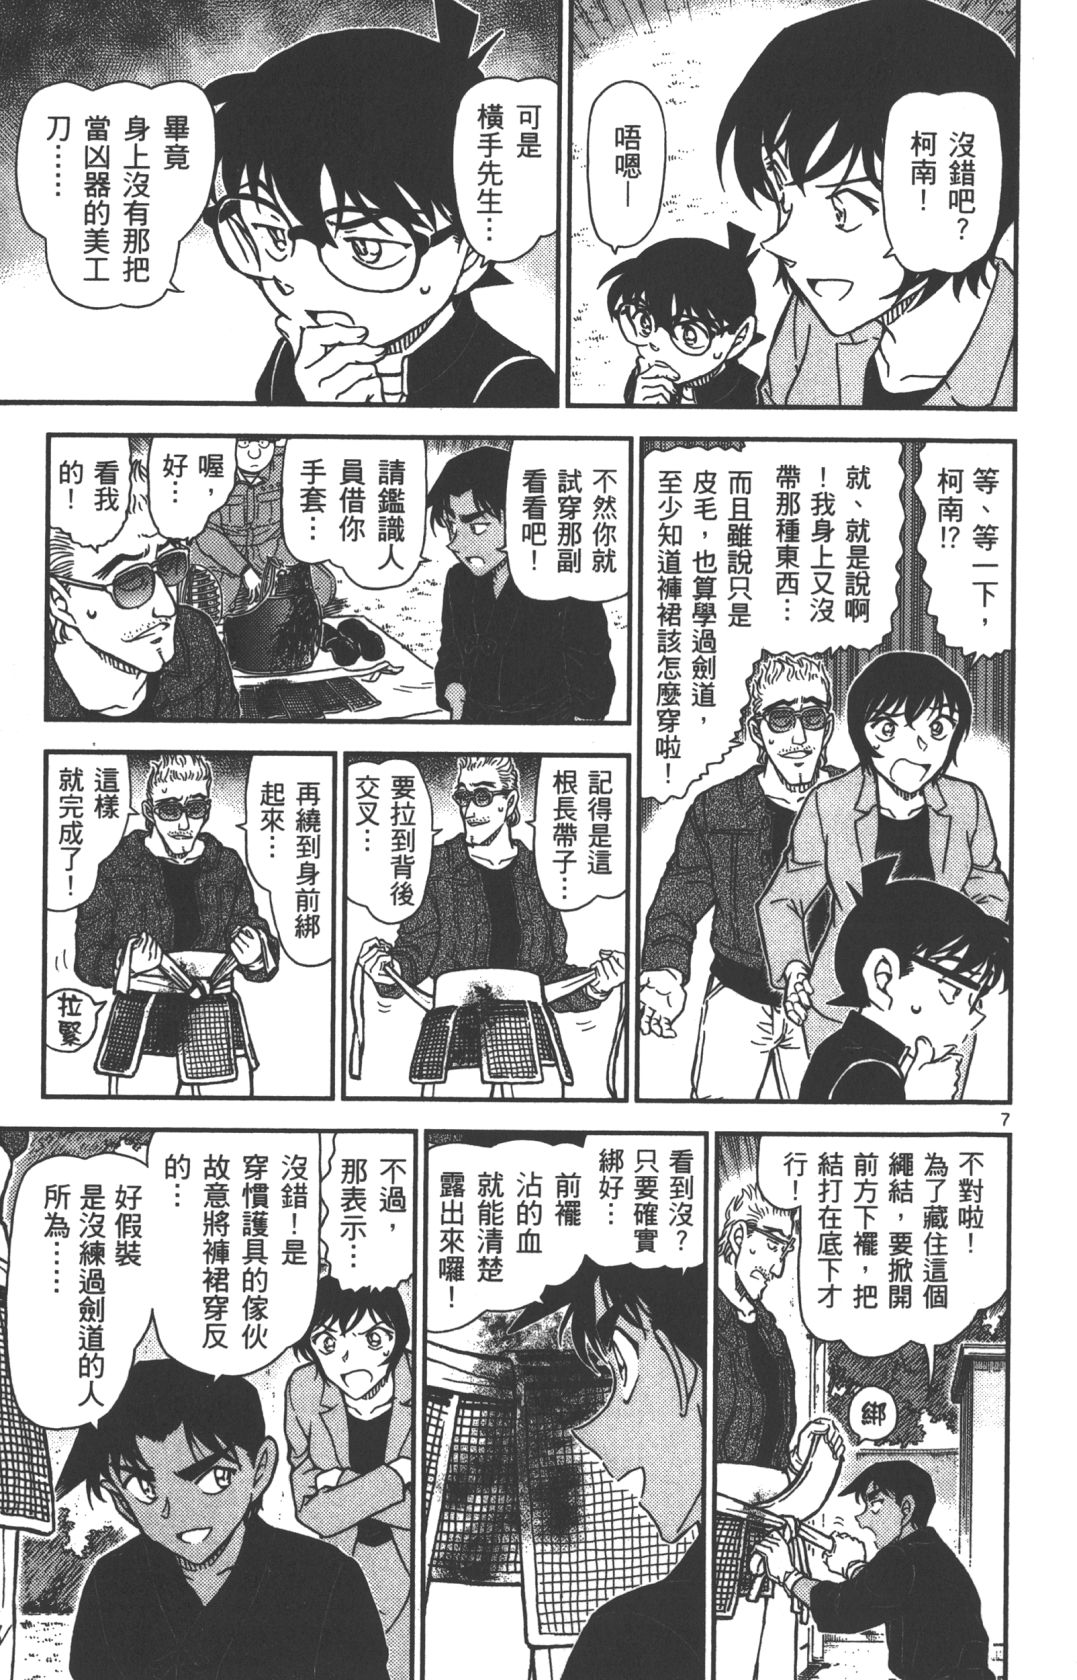 沒錯吧？
柯南！
唔嗯—
可是
橫手先生…
畢竟
身上沒有那把
當凶器的美工
刀……
等、等一下，
柯南！？
就、就是說啊
！我身上又沒
帶那種東西…
而且雖說只是
皮毛，也算學過劍道，
至少知道褲裙該怎麼穿啦！
不然你就
試穿那副
看看吧！
請鑑識人
員借你
手套…
喔，
好…
看我
的！
記得是這
根長帶子…
要拉到背後
交叉…
再繞到身前綁
起來…
這樣
就完成了！
拉緊
7
不對啦！
為了藏住這個
繩結，要掀開
前方下襬，把
結打在底下才
行！
綁
看到沒？
只要確實
綁好…
前襬
沾的血
就能清楚
露出來囉！
不過，
那表示…
沒錯！是
穿慣護具的傢伙
故意將褲裙穿反
的…
好假裝
是沒練過劍道的人
所為……